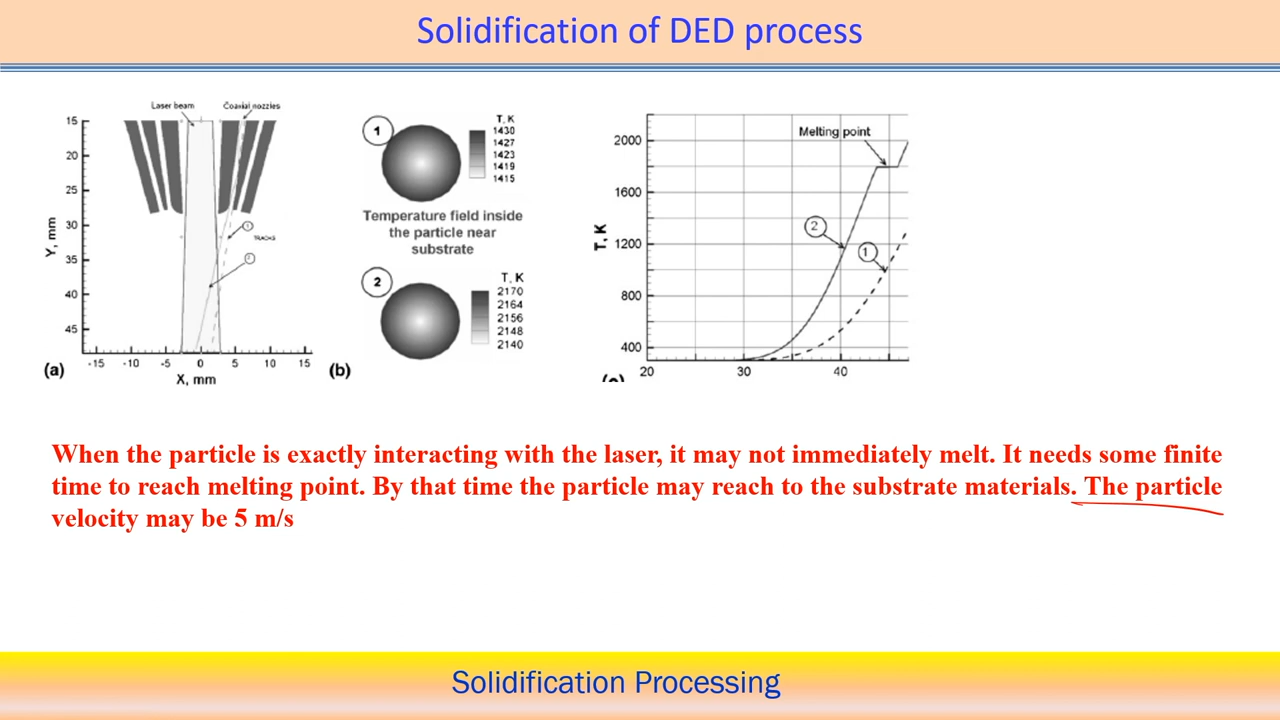 Solidification of DED process
Laser beam
Coaxial nozzles
15
20
25
30
35
40
45
Y, mm
1
2
TRACKS
-15 -10 -5 0 5 10 15
X, mm
(a)
1
T, K
1430
1427
1423
1419
1415
Temperature field inside
the particle near
substrate
2
T, K
2170
2164
2156
2148
2140
(b)
Melting point
2000
1600
1200
800
400
T, K
2
1
20 30 40
When the particle is exactly interacting with the laser, it may not immediately melt. It needs some finite
time to reach melting point. By that time the particle may reach to the substrate materials. The particle
velocity may be 5 m/s
Solidification Processing